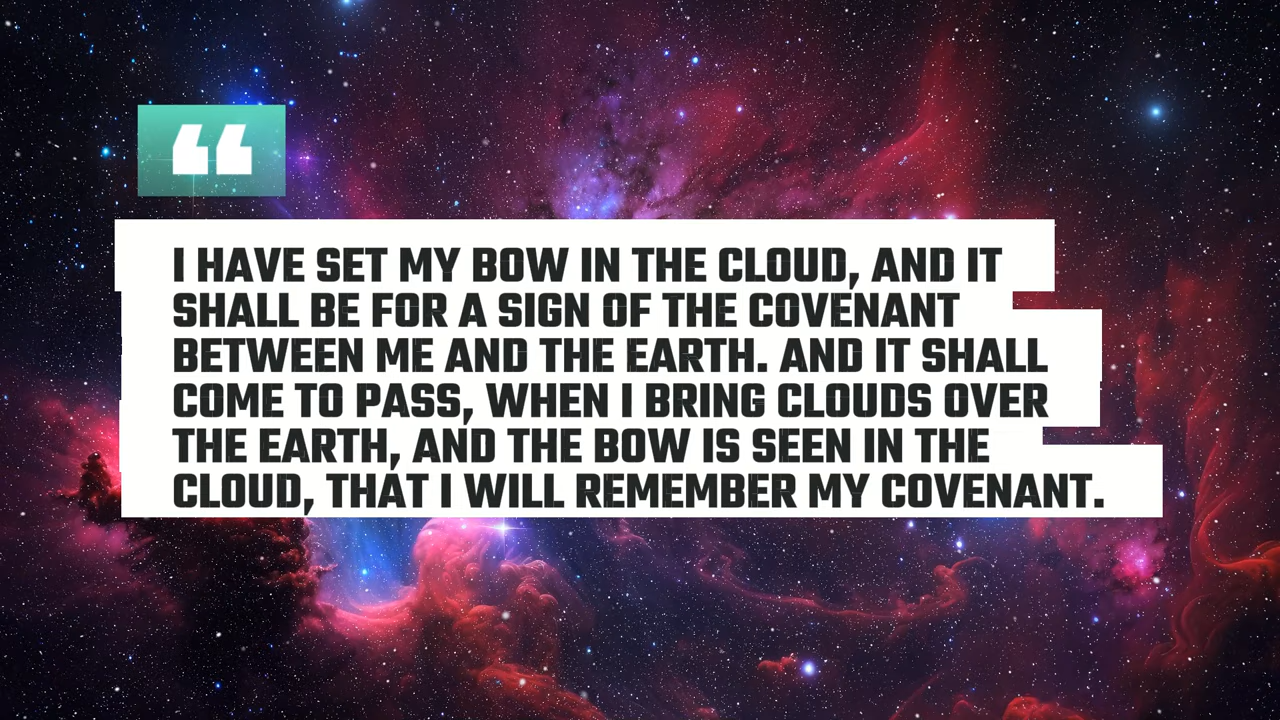 “
I HAVE SET MY BOW IN THE CLOUD, AND IT
SHALL BE FOR A SIGN OF THE COVENANT
BETWEEN ME AND THE EARTH. AND IT SHALL
COME TO PASS, WHEN I BRING CLOUDS OVER
THE EARTH, AND THE BOW IS SEEN IN THE
CLOUD, THAT I WILL REMEMBER MY COVENANT.